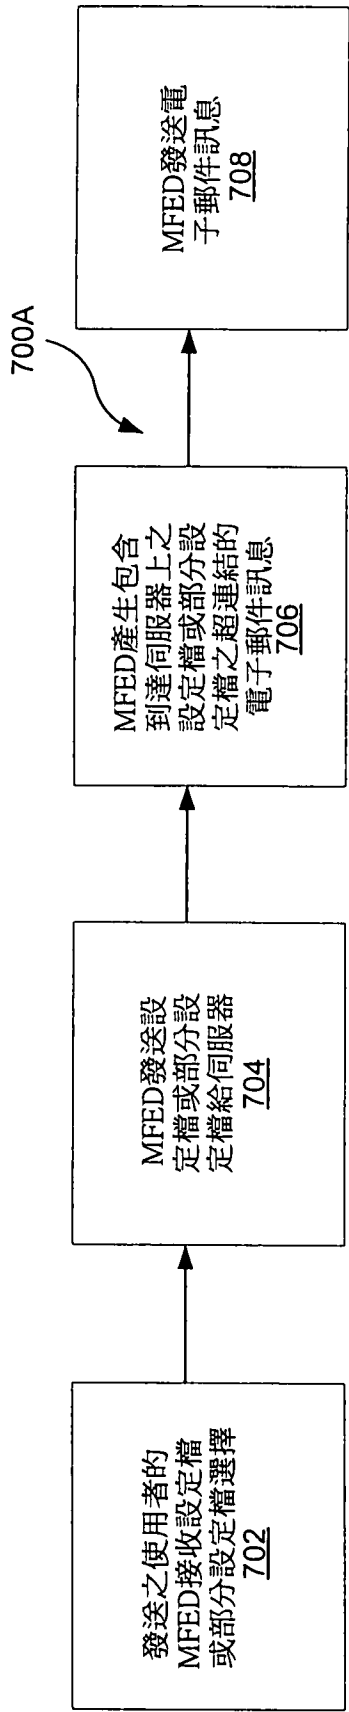 700A
發送之使用者的
MFED接收設定檔
或部分設定檔選擇
702
MFED發送設
定檔或部分設
定檔給伺服器
704
MFED產生包含
到達伺服器上之
設定檔或部分設
定檔之超連結的
電子郵件訊息
706
MFED發送電
子郵件訊息
708